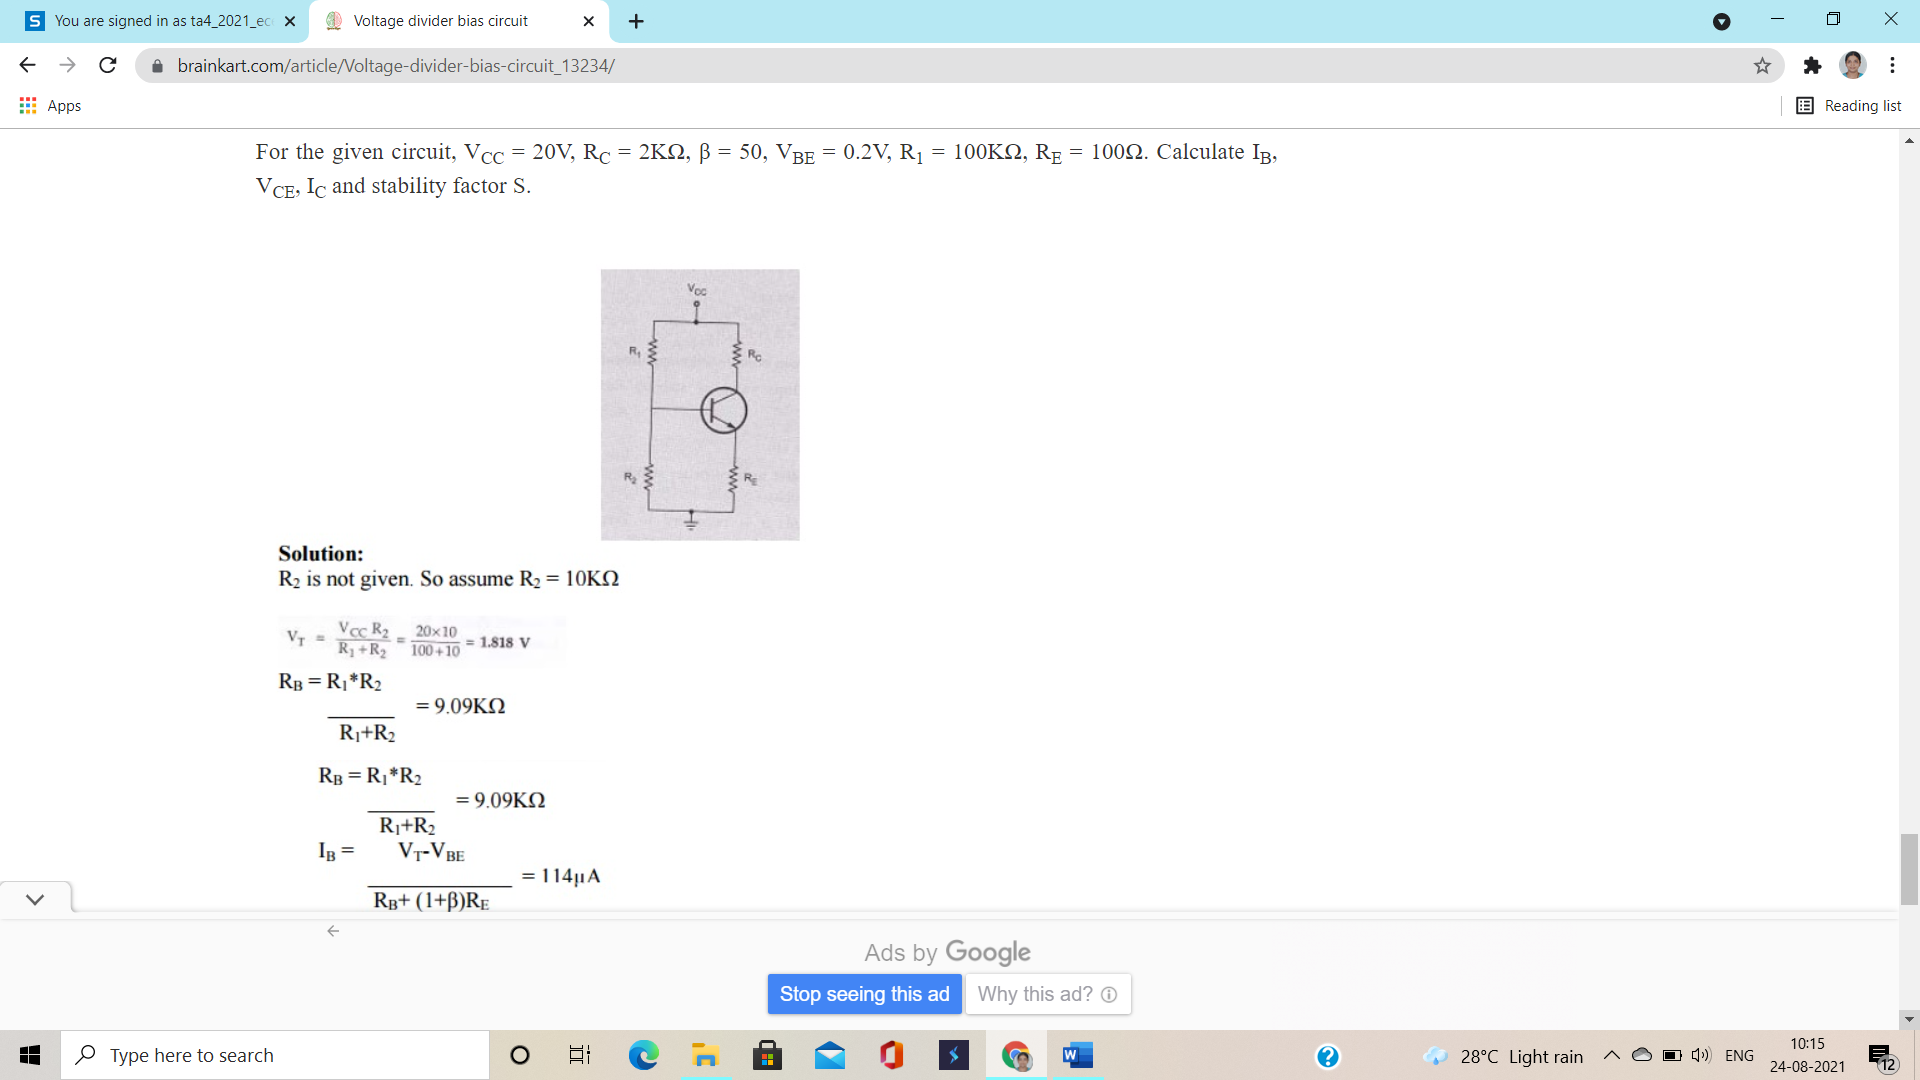 You are signed in as ta4_2021_ec
Voltage divider bias circuit
brainkart.com/article/Voltage-divider-bias-circuit_13234/
Apps
Reading list
For the given circuit, VCC = 20V, RC = 2KΩ, β = 50, VBE = 0.2V, R1 = 100KΩ, RE = 100Ω. Calculate IB,
VCE, IC and stability factor S.
VCC
R1
RC
R2
RE
Solution:
R2 is not given. So assume R2 = 10KΩ
VT = VCC R2 / R1+R2 = 20×10 / 100+10 = 1.818 V
RB = R1*R2
= 9.09KΩ
R1+R2
RB = R1*R2
= 9.09KΩ
R1+R2
IB = VT-VBE
= 114µA
RB+ (1+β)RE
Ads by Google
Stop seeing this ad
Why this ad?
Type here to search
28°C Light rain
ENG
10:15
24-08-2021
12